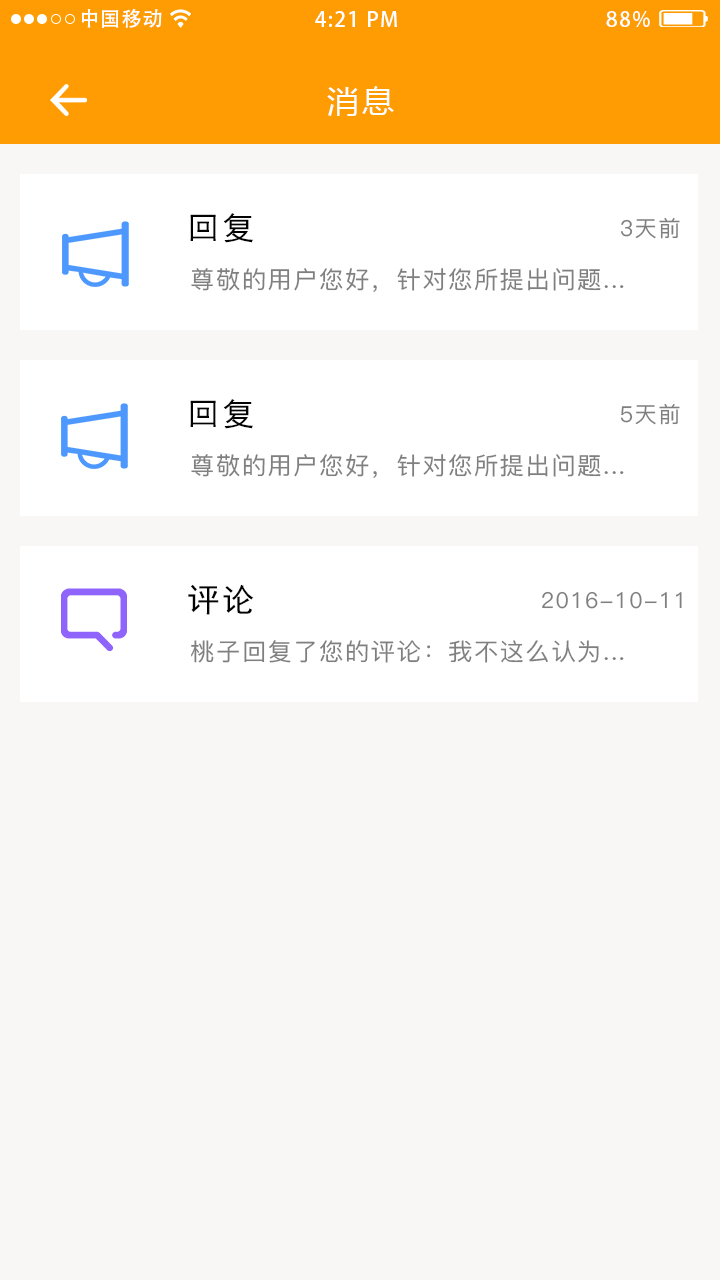 中国移动 4:21 PM 88%
消息
回复 3天前
尊敬的用户您好，针对您所提出问题...
回复 5天前
尊敬的用户您好，针对您所提出问题...
评论 2016-10-11
桃子回复了您的评论：我不这么认为...